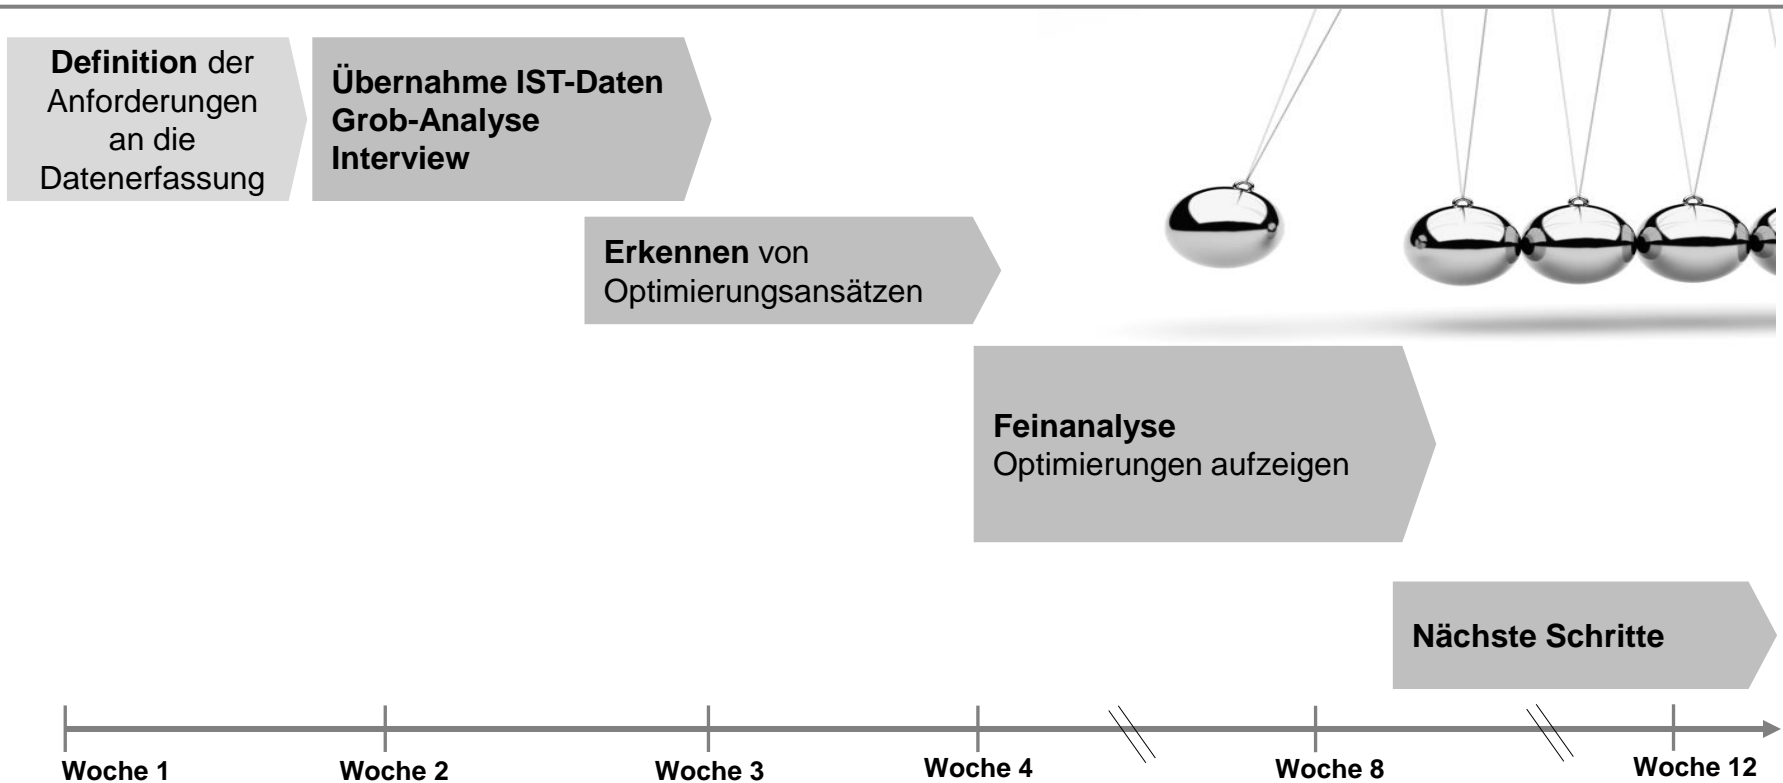 Definition der
Anforderungen
an die
Datenerfassung
Übernahme IST-Daten
Grob-Analyse
Interview
Erkennen von
Optimierungsansätzen
Feinanalyse
Optimierungen aufzeigen
Nächste Schritte
Woche 1
Woche 2
Woche 3
Woche 4
Woche 8
Woche 12